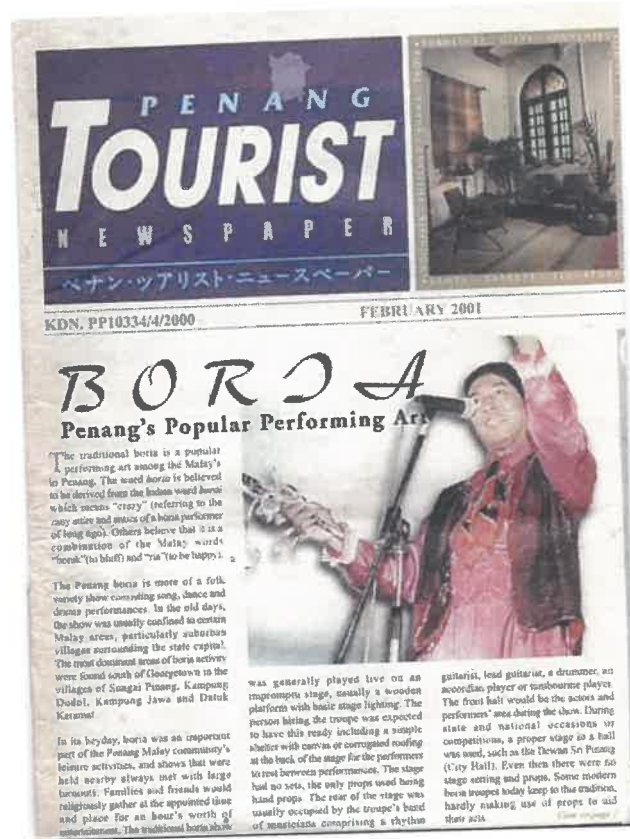 PENANG
TOURIST
NEWSPAPER
ペナン・ツアリスト・ニュースペーパー
KDN. PP10334/4/2000
FEBRUARY 2001
BORIA
Penang's Popular Performing Art
The traditional boria is a popular
performing art among the Malay's
in Penang. The word boria is believed
to be derived from the Indian word
which means "crazy" (referring to the
zany attire and antics of a boria performer
of long ago). Others believe that it is a
combination of the Malay words
"borak" (to bluff) and "ria" (to be happy).
The Penang boria is more of a folk
variety show consisting song, dance and
drama performances. In the old days,
the show was usually confined to certain
Malay areas, particularly suburban
villages surrounding the state capital.
The most dominant areas of boria activity
were found south of Georgetown in the
villages of Sungai Pinang, Kampung
Dodol, Kampung Jawa and Datuk
Keramat
In its heyday, boria was an important
part of the Penang Malay community's
leisure activities, and shows that were
held nearby always met with large
turnouts. Families and friends would
religiously gather at the appointed time
and place for an hour's worth of
entertainment. The traditional boria show
was generally played live on an
impromptu stage, usually a wooden
platform with basic stage lighting. The
person hiring the troupe was expected
to have this ready including a simple
shelter with canvas or corrugated roofing
at the back of the stage for the performers
to rest between performances. The stage
had no sets, the only props used being
hand props. The rear of the stage was
usually occupied by the troupe's band
of musicians comprising a rhythm
guitarist, lead guitarist, a drummer, an
accordian player or tambourine player.
The front half would be the actors and
performers' area during the show. During
state and national occasions or
competitions, a proper stage in a hall
was used, such as the Dewan Sri Pinang
(City Hall). Even then there were no
stage setting and props. Some modern
boria troupes today keep to this tradition,
hardly making use of props to aid
their acts